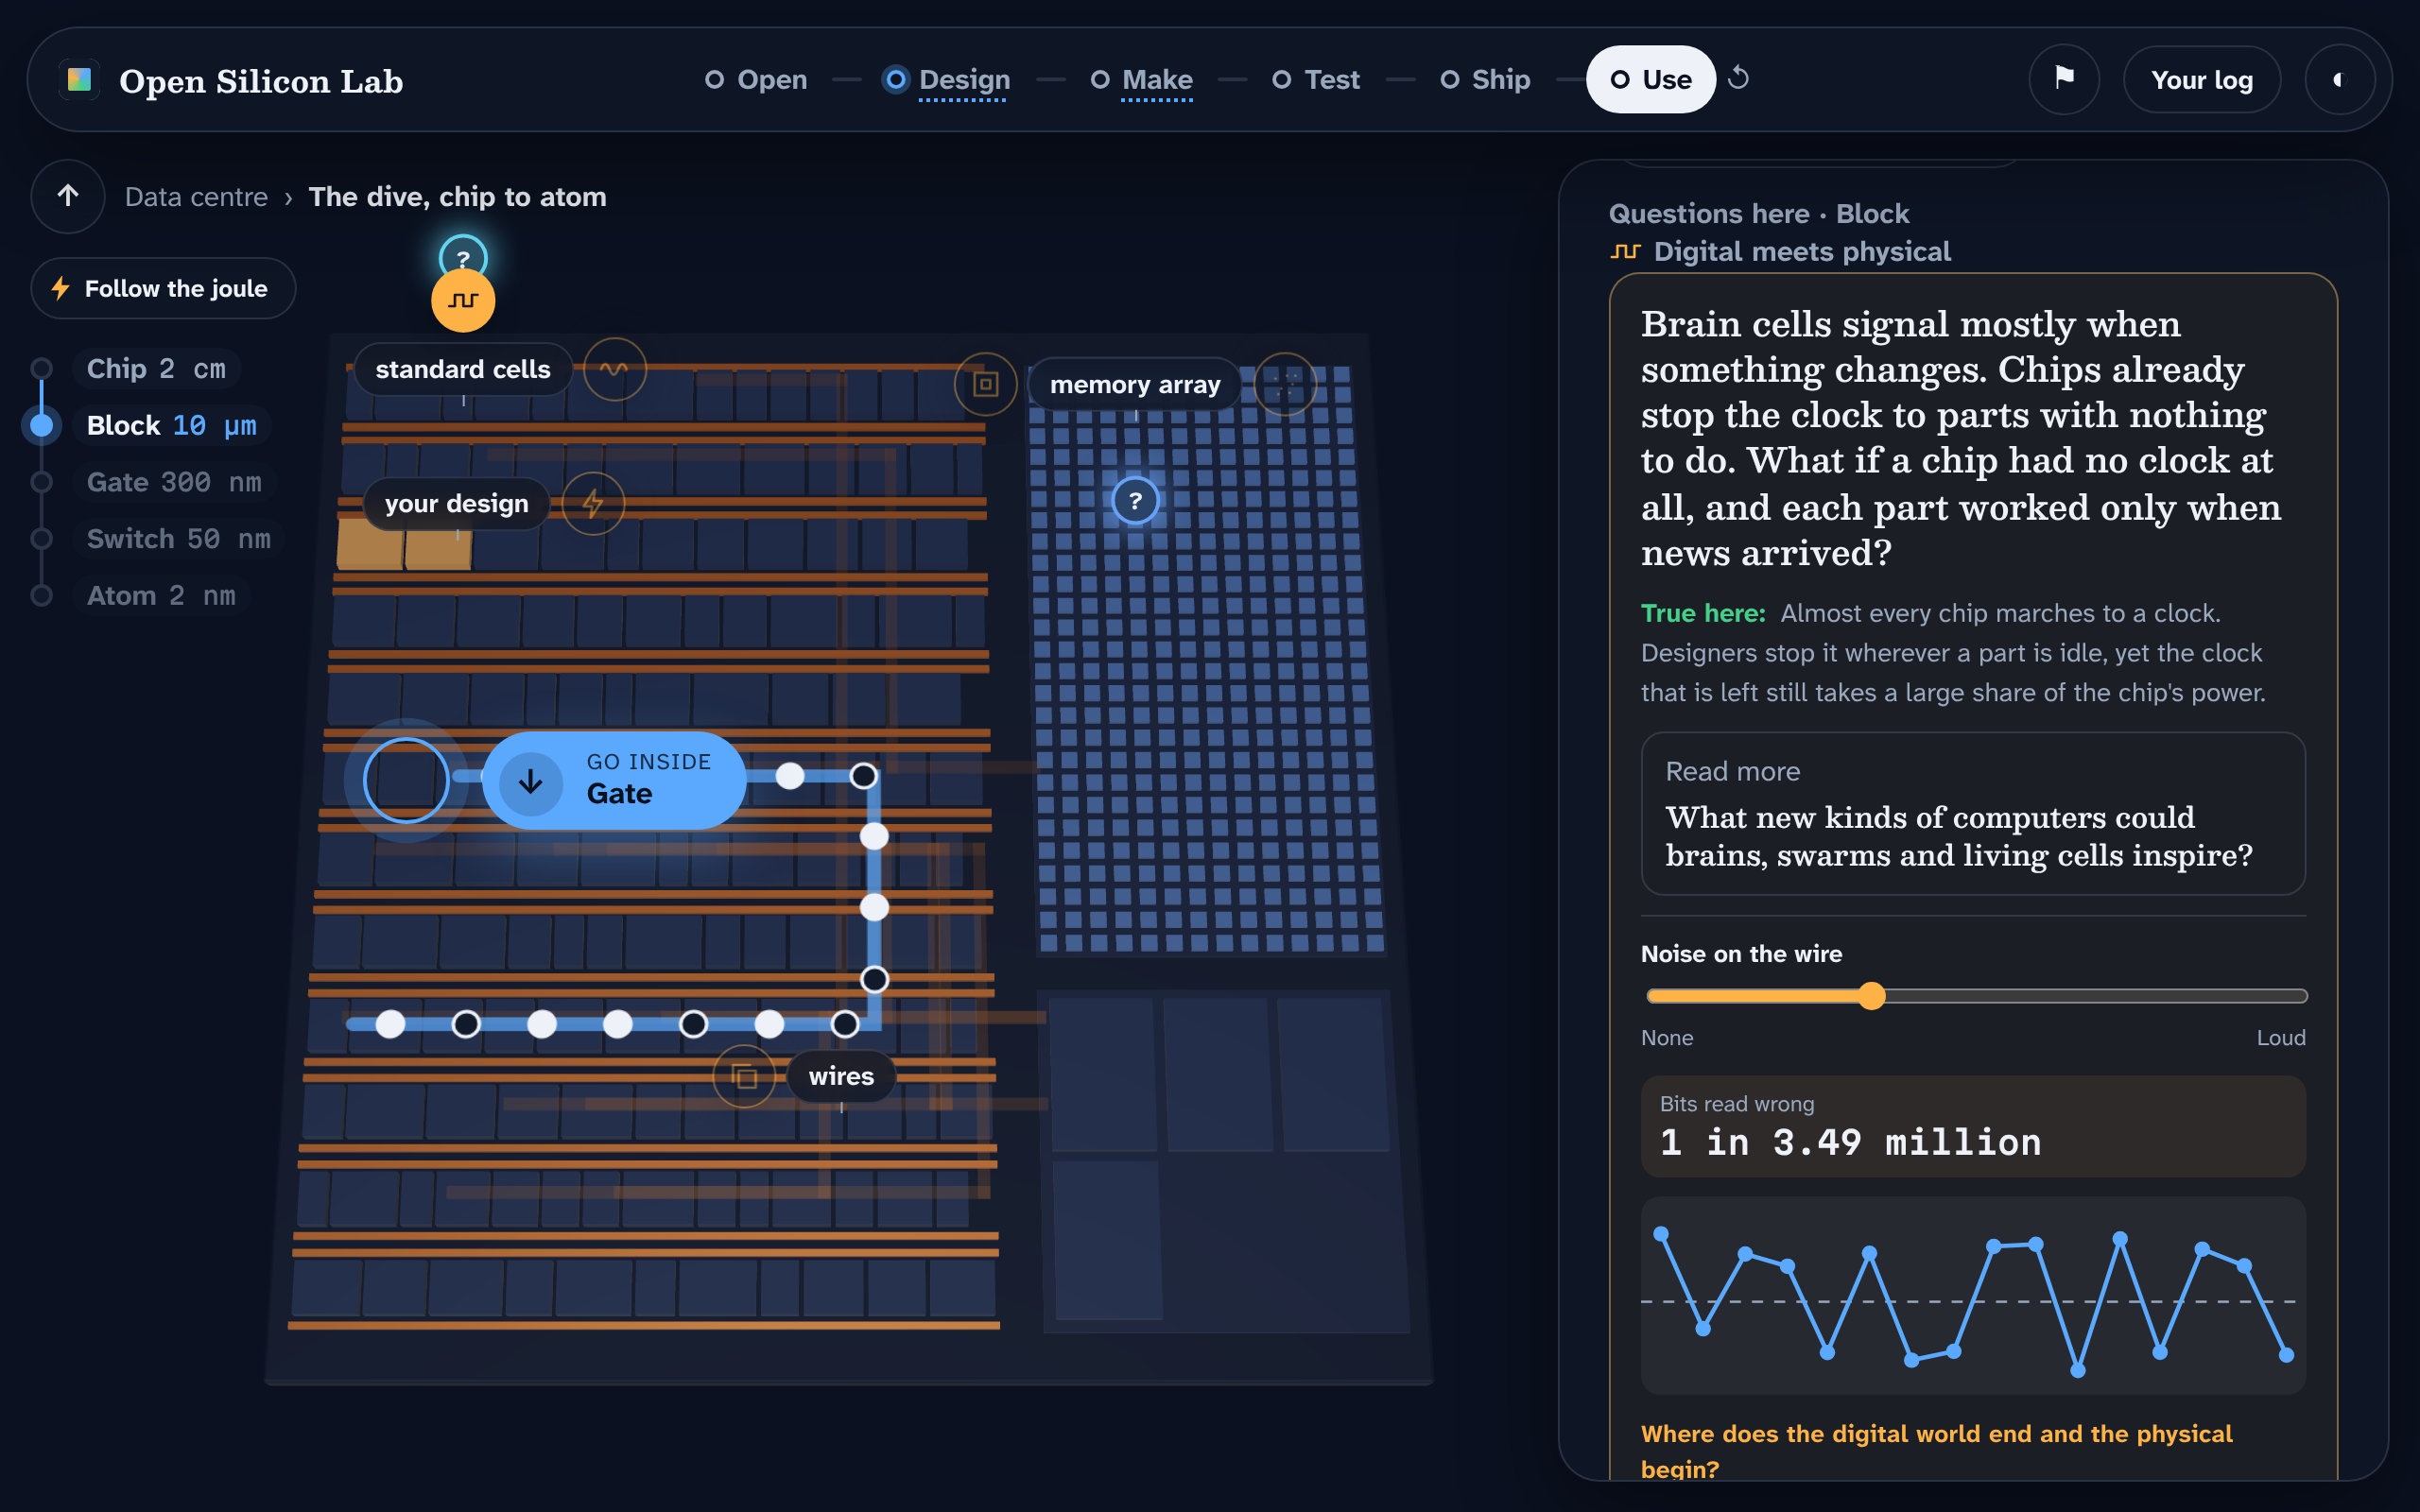 Open Silicon Lab
Open
Design
Make
Test
Ship
Use
Your log
Data centre › The dive, chip to atom
Follow the joule
Chip 2 cm
Block 10 µm
Gate 300 nm
Switch 50 nm
Atom 2 nm
?
standard cells
memory array
your design
?
GO INSIDE
Gate
wires
Questions here · Block
Digital meets physical
Brain cells signal mostly when
something changes. Chips already
stop the clock to parts with nothing
to do. What if a chip had no clock at
all, and each part worked only when
news arrived?
True here: Almost every chip marches to a clock.
Designers stop it wherever a part is idle, yet the clock
that is left still takes a large share of the chip's power.
Read more
What new kinds of computers could
brains, swarms and living cells inspire?
Noise on the wire
None
Loud
Bits read wrong
1 in 3.49 million
Where does the digital world end and the physical
begin?